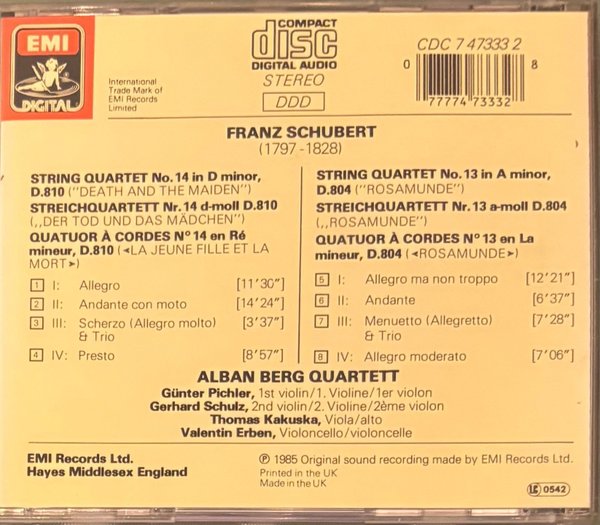 EMI
DIGITAL
International
Trade Mark of
EMI Records
Limited
COMPACT
disc
DIGITAL AUDIO
STEREO
DDD
CDC 7 47333 2
0 8
77774 73332
FRANZ SCHUBERT
(1797-1828)
STRING QUARTET No. 14 in D minor,
D.810 ("DEATH AND THE MAIDEN")
STREICHQUARTETT Nr. 14 d-moll D.810
(„DER TOD UND DAS MÄDCHEN")
QUATUOR À CORDES Nº 14 en Ré
mineur, D.810 (◂LA JEUNE FILLE ET LA
MORT▸)
1 I: Allegro [11'30"]
2 II: Andante con moto [14'24"]
3 III: Scherzo (Allegro molto) [3'37"]
& Trio
4 IV: Presto [8'57"]
STRING QUARTET No. 13 in A minor,
D.804 ("ROSAMUNDE")
STREICHQUARTETT Nr. 13 a-moll D.804
(„ROSAMUNDE")
QUATUOR À CORDES Nº 13 en La
mineur, D.804 (◂ROSAMUNDE▸)
5 I: Allegro ma non troppo [12'21"]
6 II: Andante [6'37"]
7 III: Menuetto (Allegretto) [7'28"]
& Trio
8 IV: Allegro moderato [7'06"]
ALBAN BERG QUARTETT
Günter Pichler, 1st violin/1. Violine/1er violon
Gerhard Schulz, 2nd violin/2. Violine/2ème violon
Thomas Kakuska, Viola/alto
Valentin Erben, Violoncello/violoncelle
EMI Records Ltd.
Hayes Middlesex England
℗ 1985 Original sound recording made by EMI Records Ltd.
Printed in the UK
Made in the UK
LC 0542